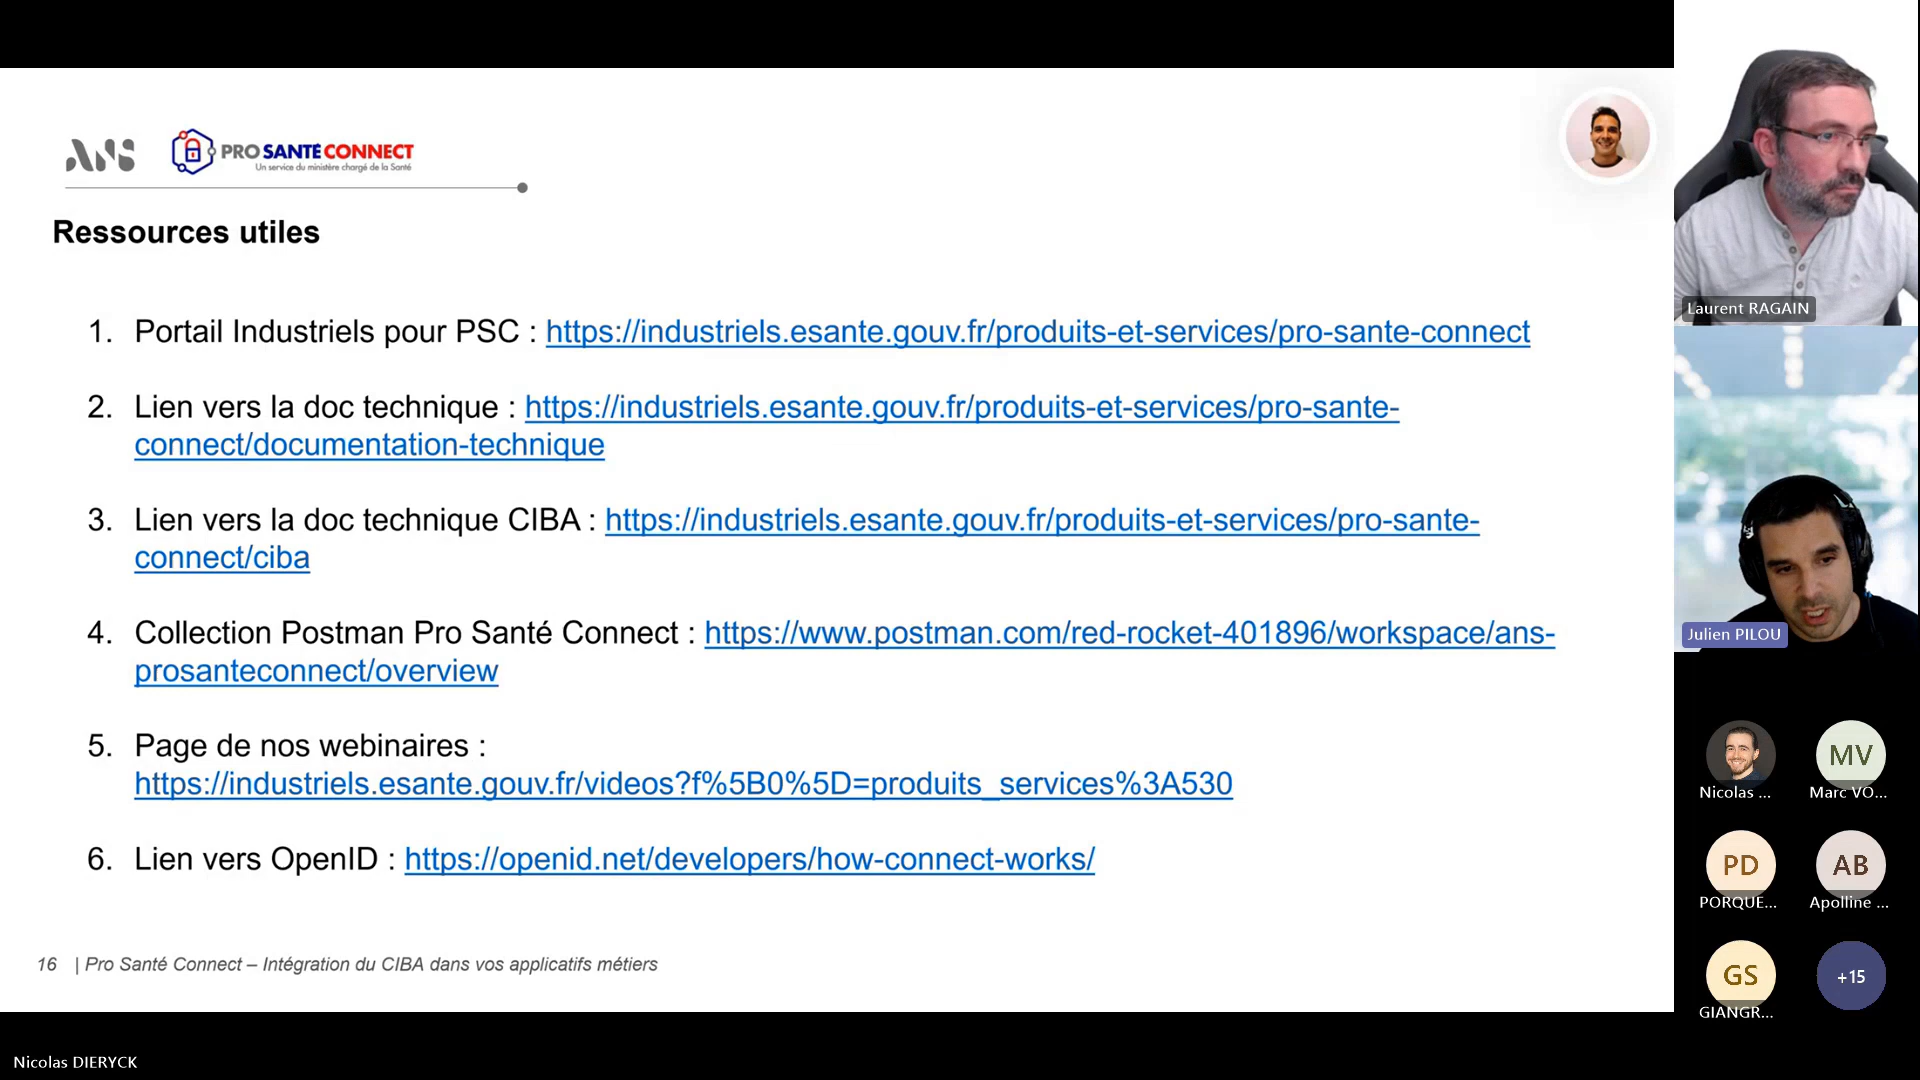 ANS
PRO SANTÉ CONNECT
Un service du ministère chargé de la Santé
Ressources utiles
1. Portail Industriels pour PSC : https://industriels.esante.gouv.fr/produits-et-services/pro-sante-connect
2. Lien vers la doc technique : https://industriels.esante.gouv.fr/produits-et-services/pro-sante-
connect/documentation-technique
3. Lien vers la doc technique CIBA : https://industriels.esante.gouv.fr/produits-et-services/pro-sante-
connect/ciba
4. Collection Postman Pro Santé Connect : https://www.postman.com/red-rocket-401896/workspace/ans-
prosanteconnect/overview
5. Page de nos webinaires :
https://industriels.esante.gouv.fr/videos?f%5B0%5D=produits_services%3A530
6. Lien vers OpenID : https://openid.net/developers/how-connect-works/
16 | Pro Santé Connect – Intégration du CIBA dans vos applicatifs métiers
Laurent RAGAIN
Julien PILOU
Nicolas ...
MV
Marc VO...
PD
PORQUE...
AB
Apolline ...
GS
GIANGR...
+15
Nicolas DIERYCK